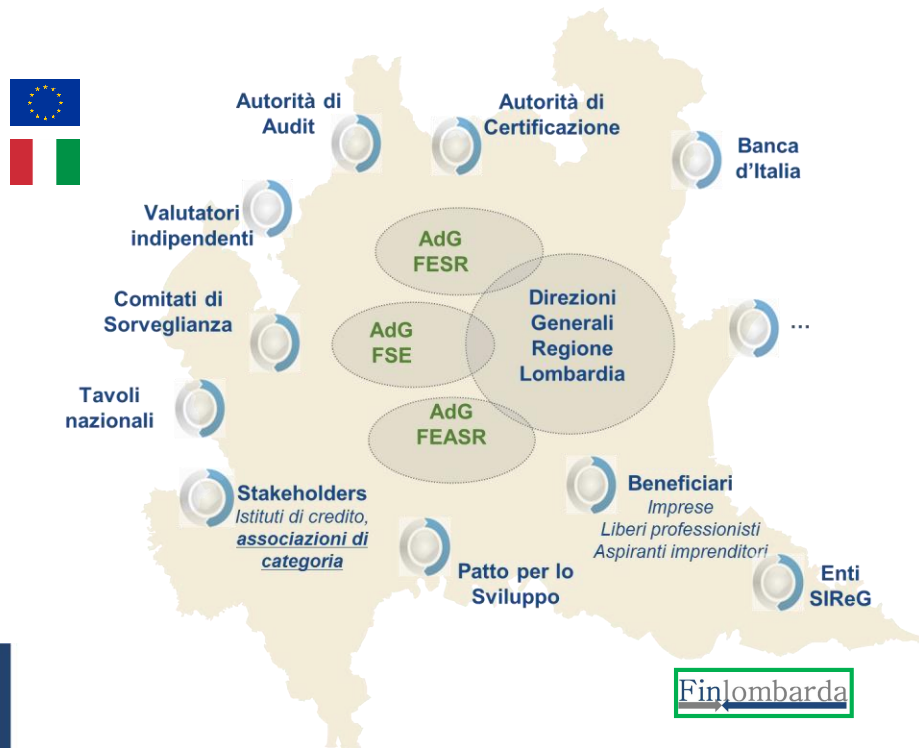 Autorità di
Audit
Autorità di
Certificazione
Banca
d'Italia
Valutatori
indipendenti
AdG
FESR
Comitati di
Sorveglianza
AdG
FSE
Direzioni
Generali
Regione
Lombardia
...
Tavoli
nazionali
AdG
FEASR
Stakeholders
Istituti di credito,
associazioni di
categoria
Beneficiari
Imprese
Liberi professionisti
Aspiranti imprenditori
Patto per lo
Sviluppo
Enti
SIReG
Finlombarda